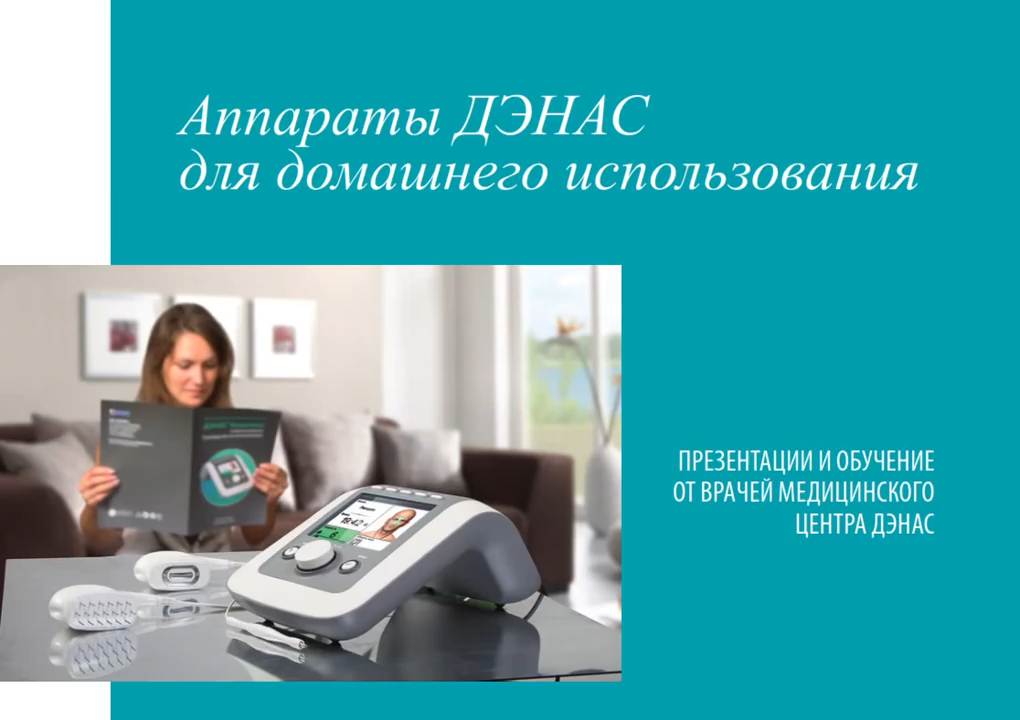 Аппараты ДЭНАС
для домашнего использования
ПРЕЗЕНТАЦИИ И ОБУЧЕНИЕ
ОТ ВРАЧЕЙ МЕДИЦИНСКОГО
ЦЕНТРА ДЭНАС